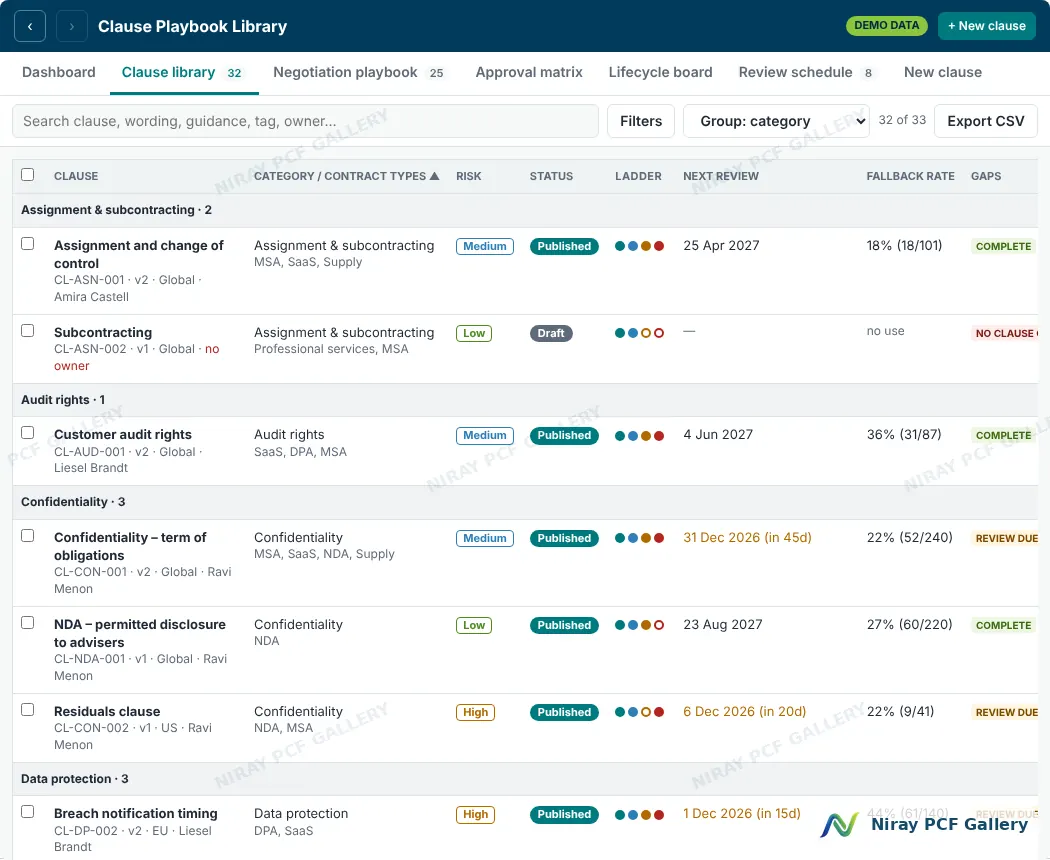 ‹ › Clause Playbook Library DEMO DATA + New clause
Dashboard Clause library 32 Negotiation playbook 25 Approval matrix Lifecycle board Review schedule 8 New clause
Search clause, wording, guidance, tag, owner... Filters Group: category 32 of 33 Export CSV
CLAUSE CATEGORY / CONTRACT TYPES ▲ RISK STATUS LADDER NEXT REVIEW FALLBACK RATE GAPS
Assignment & subcontracting · 2
Assignment and change of control Assignment & subcontracting Medium Published 25 Apr 2027 18% (18/101) COMPLETE
MSA, SaaS, Supply
CL-ASN-001 · v2 · Global ·
Amira Castell
Subcontracting Assignment & subcontracting Low Draft — no use NO CLAUSE
CL-ASN-002 · v1 · Global · no owner Professional services, MSA
Audit rights · 1
Customer audit rights Audit rights Medium Published 4 Jun 2027 36% (31/87) COMPLETE
CL-AUD-001 · v2 · Global · SaaS, DPA, MSA
Liesel Brandt
Confidentiality · 3
Confidentiality – term of obligations Confidentiality Medium Published 31 Dec 2026 (in 45d) 22% (52/240) REVIEW DUE
MSA, SaaS, NDA, Supply
CL-CON-001 · v2 · Global · Ravi
Menon
NDA – permitted disclosure to advisers Confidentiality Low Published 23 Aug 2027 27% (60/220) COMPLETE
NDA
CL-NDA-001 · v1 · Global · Ravi
Menon
Residuals clause Confidentiality High Published 6 Dec 2026 (in 20d) 22% (9/41) REVIEW DUE
CL-CON-002 · v1 · US · Ravi NDA, MSA
Menon
Data protection · 3
Breach notification timing Data protection High Published 1 Dec 2026 (in 15d) 44% (61/140) REVIEW DUE
CL-DP-002 · v2 · EU · Liesel DPA, SaaS
Brandt
Niray PCF Gallery
NIRAY PCF GALLERY